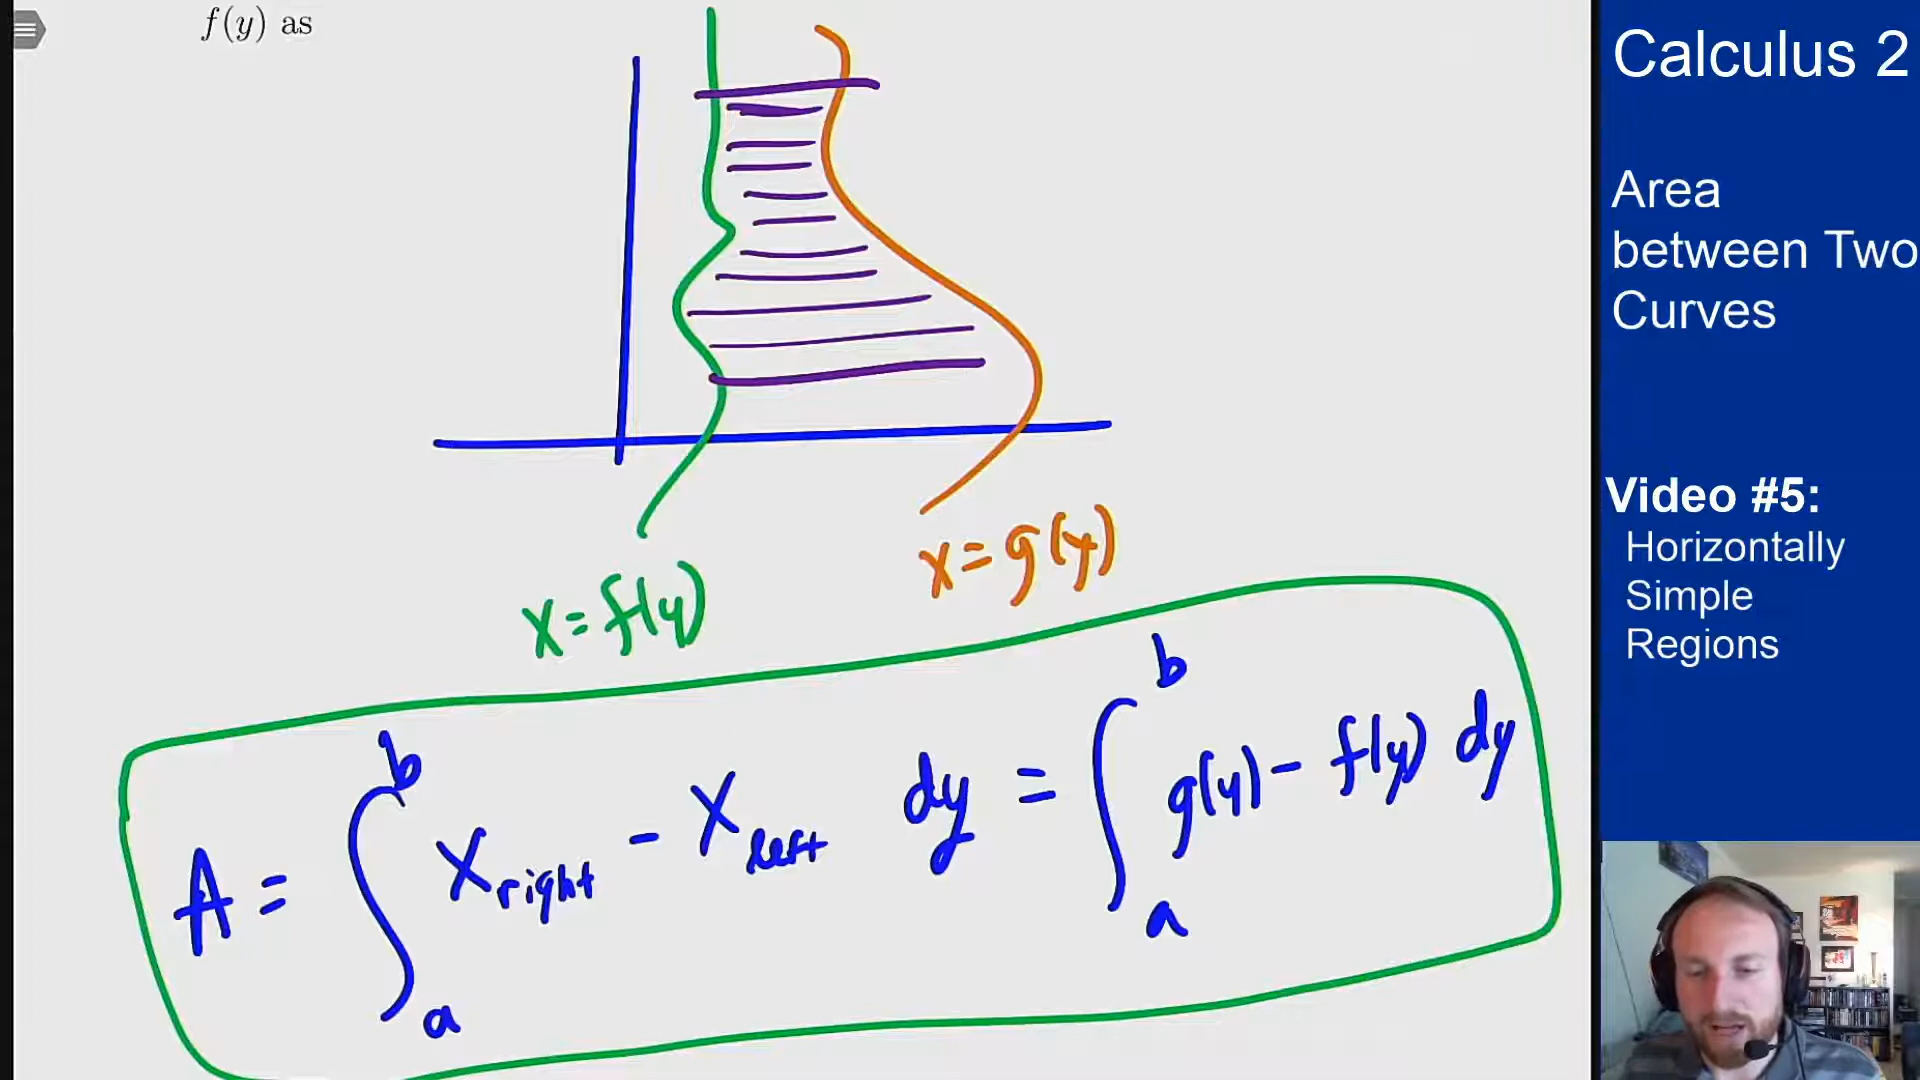 f(y) as
x = g(y)
x = f(y)
A = ∫_a^b x_right - x_left dy = ∫_a^b g(y) - f(y) dy
Calculus 2
Area
between Two
Curves
Video #5:
Horizontally
Simple
Regions